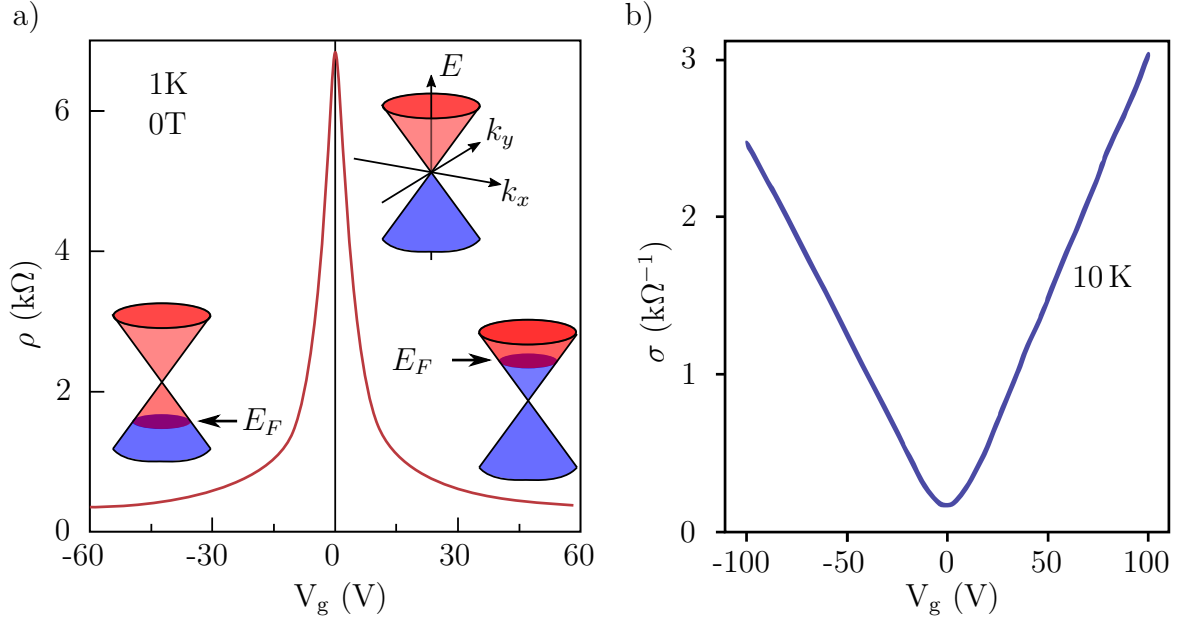 a)
1K
0T
E
k_y
k_x
E_F
E_F
ρ (kΩ)
6
4
2
0
-60
-30
0
30
60
V_g (V)
b)
10 K
σ (kΩ⁻¹)
3
2
1
0
-100
-50
0
50
100
V_g (V)